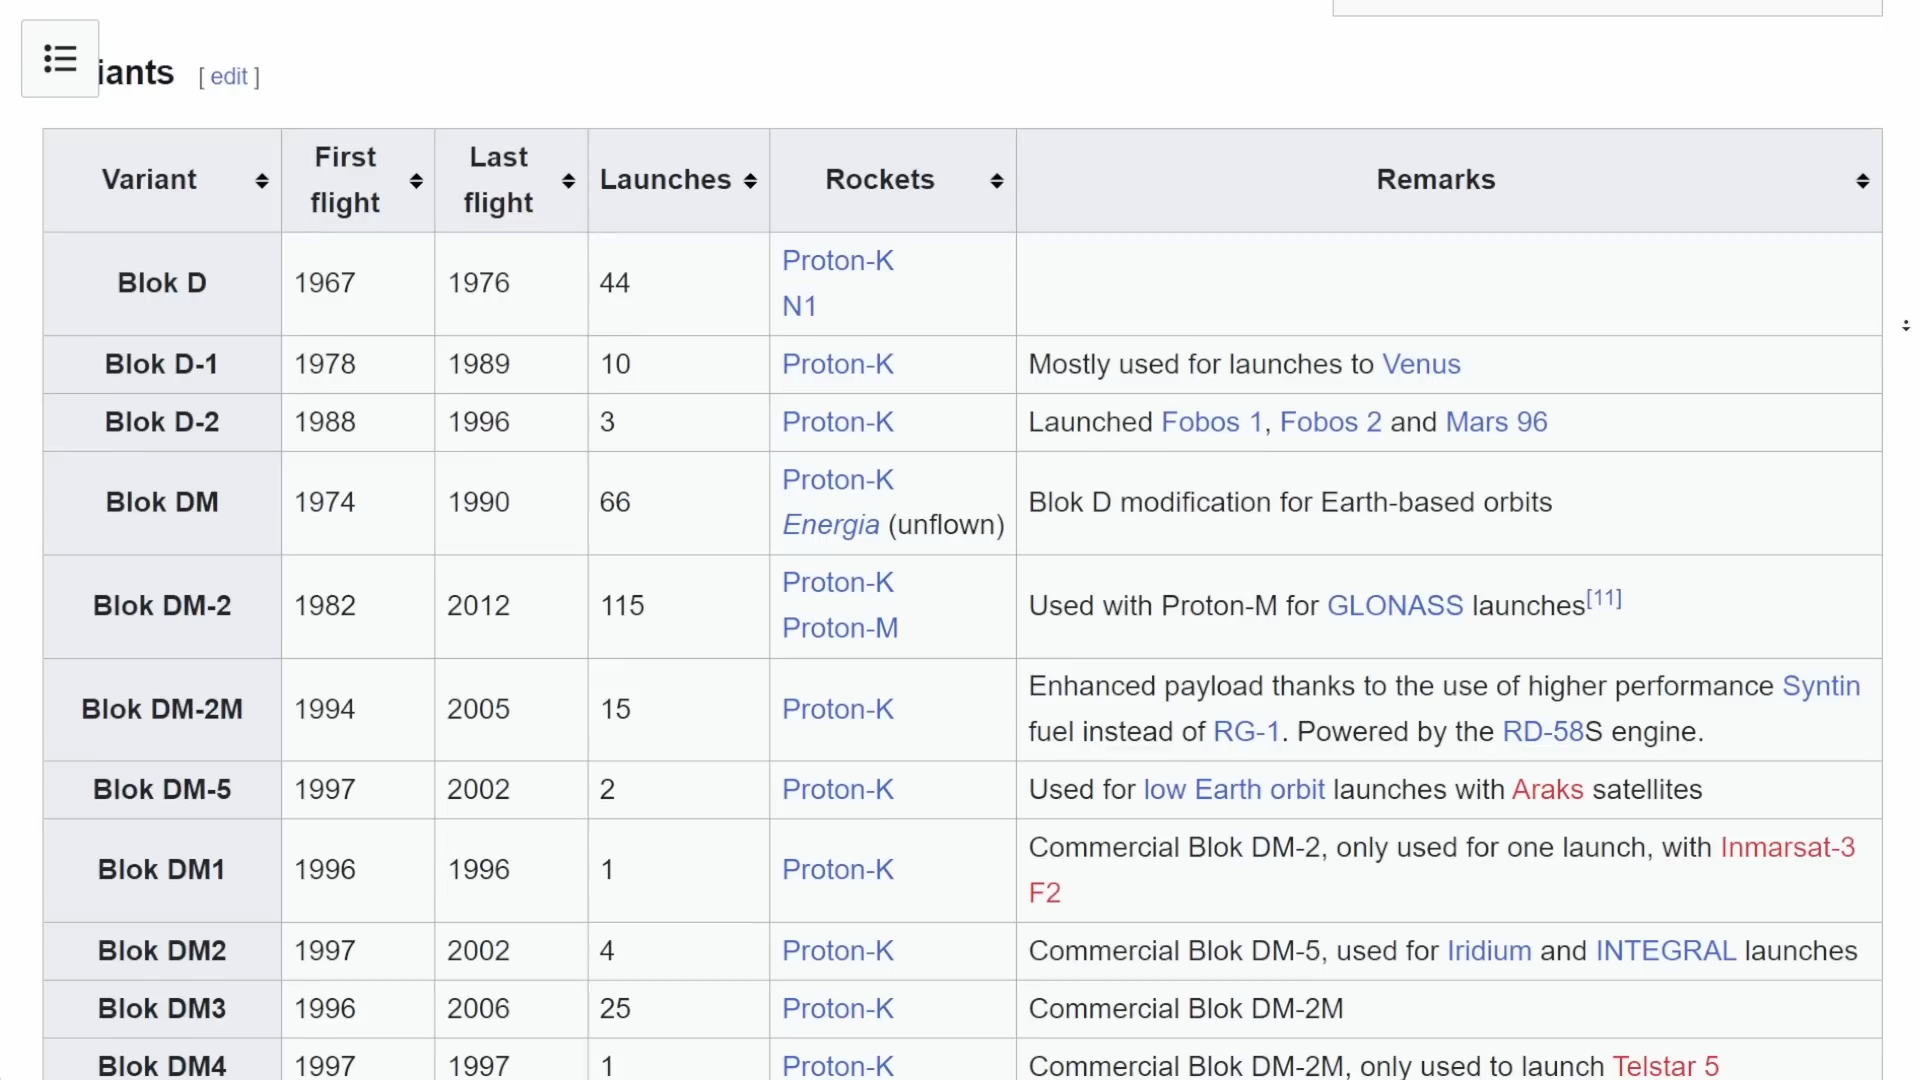 iants [ edit ]
Variant First flight Last flight Launches Rockets Remarks
Blok D 1967 1976 44 Proton-K
N1
Blok D-1 1978 1989 10 Proton-K Mostly used for launches to Venus
Blok D-2 1988 1996 3 Proton-K Launched Fobos 1, Fobos 2 and Mars 96
Blok DM 1974 1990 66 Proton-K
Energia (unflown) Blok D modification for Earth-based orbits
Blok DM-2 1982 2012 115 Proton-K
Proton-M Used with Proton-M for GLONASS launches[11]
Blok DM-2M 1994 2005 15 Proton-K Enhanced payload thanks to the use of higher performance Syntin
fuel instead of RG-1. Powered by the RD-58S engine.
Blok DM-5 1997 2002 2 Proton-K Used for low Earth orbit launches with Araks satellites
Blok DM1 1996 1996 1 Proton-K Commercial Blok DM-2, only used for one launch, with Inmarsat-3
F2
Blok DM2 1997 2002 4 Proton-K Commercial Blok DM-5, used for Iridium and INTEGRAL launches
Blok DM3 1996 2006 25 Proton-K Commercial Blok DM-2M
Blok DM4 1997 1997 1 Proton-K Commercial Blok DM-2M, only used to launch Telstar 5